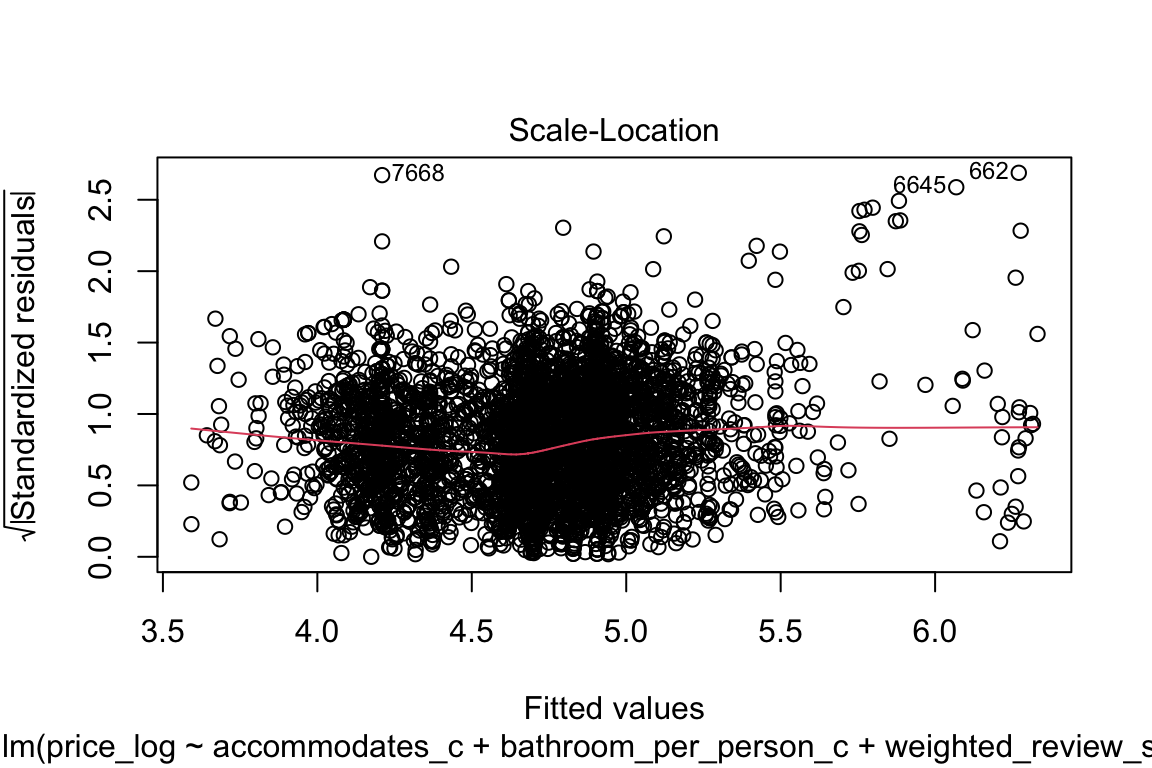 Scale-Location
√|Standardized residuals|
2.5
2.0
1.5
1.0
0.5
0.0
7668
6645
662
3.5 4.0 4.5 5.0 5.5 6.0
Fitted values
lm(price_log ~ accommodates_c + bathroom_per_person_c + weighted_review_s